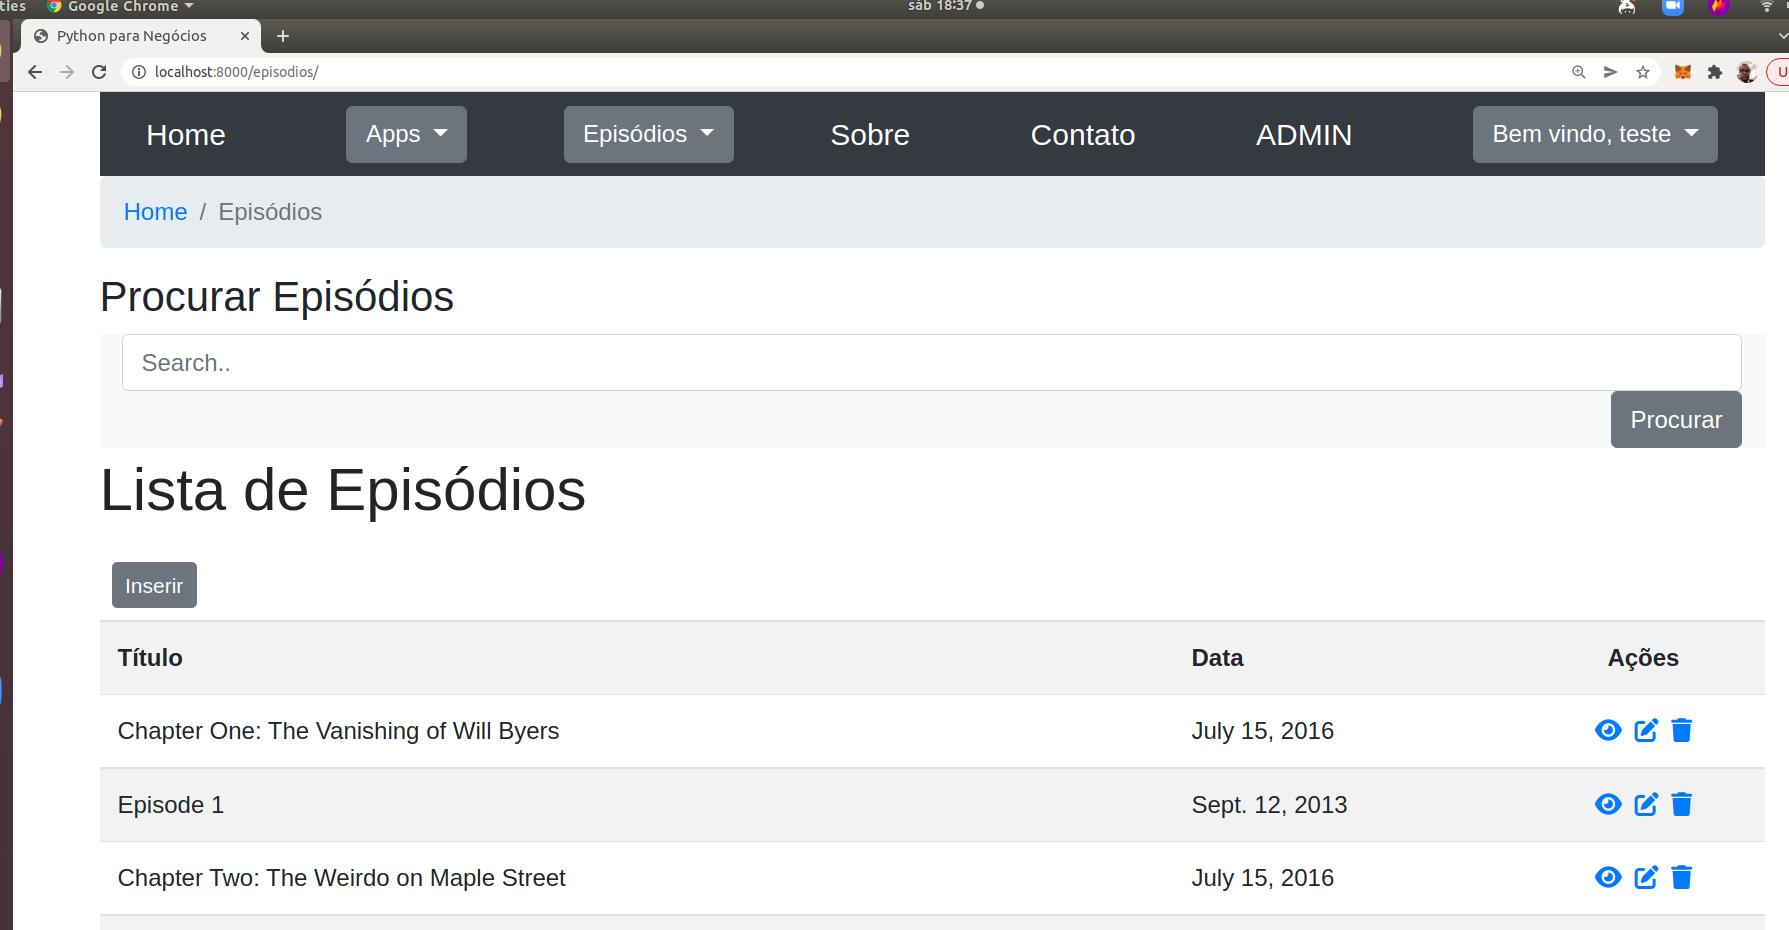 ties Google Chrome sáb 18:37
Python para Negócios
localhost:8000/episodios/ U
Home Apps Episódios Sobre Contato ADMIN Bem vindo, teste
Home / Episódios
Procurar Episódios
Search..
Procurar
Lista de Episódios
Inserir
Título Data Ações
Chapter One: The Vanishing of Will Byers July 15, 2016
Episode 1 Sept. 12, 2013
Chapter Two: The Weirdo on Maple Street July 15, 2016